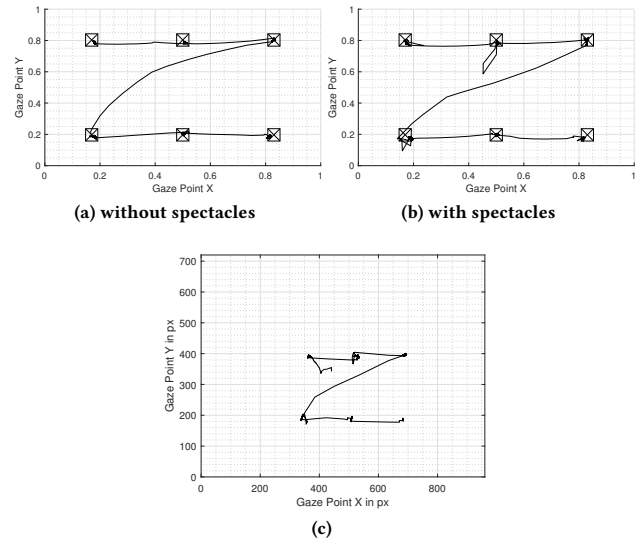 1
0.8
0.6
0.4
0.2
0
Gaze Point Y
0 0.2 0.4 0.6 0.8 1
Gaze Point X
(a) without spectacles
1
0.8
0.6
0.4
0.2
0
Gaze Point Y
0 0.2 0.4 0.6 0.8 1
Gaze Point X
(b) with spectacles
700
600
500
400
300
200
100
0
Gaze Point Y in px
0 200 400 600 800
Gaze Point X in px
(c)